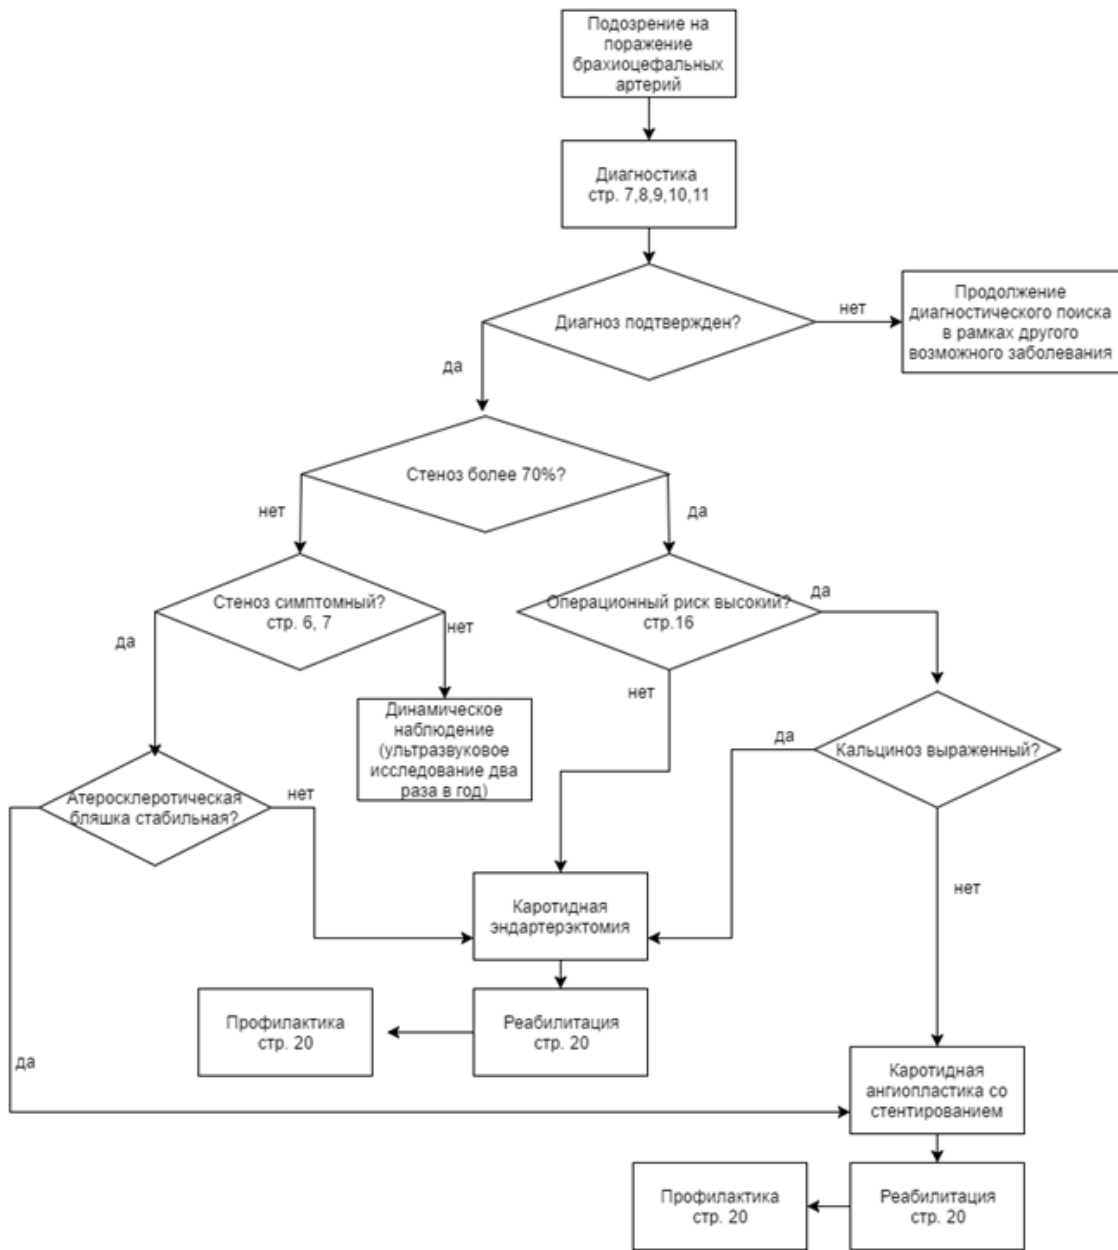 Подозрение на
поражение
брахиоцефальных
артерий
Диагностика
стр. 7,8,9,10,11
Диагноз подтвержден?
нет
Продолжение
диагностического поиска
в рамках другого
возможного заболевания
да
Стеноз более 70%?
нет
да
Стеноз симптомный?
стр. 6, 7
Операционный риск высокий?
стр.16
да
да
нет
нет
Динамическое
наблюдение
(ультразвуковое
исследование два
раза в год)
да
Кальциноз выраженный?
Атеросклеротическая
бляшка стабильная?
нет
нет
Каротидная
эндартерэктомия
Профилактика
стр. 20
Реабилитация
стр. 20
да
Каротидная
ангиопластика со
стентированием
Профилактика
стр. 20
Реабилитация
стр. 20